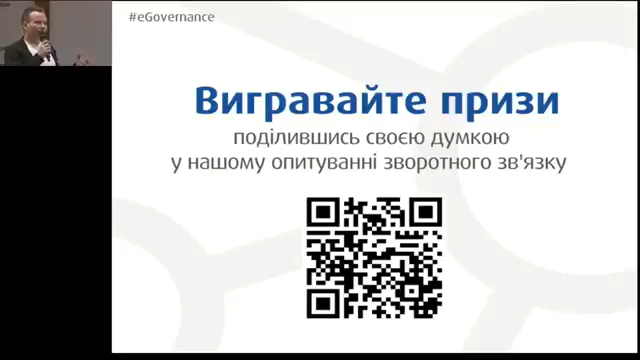 #eGovernance
Вигравайте призи
поділившись своєю думкою
у нашому опитуванні зворотного зв'язку